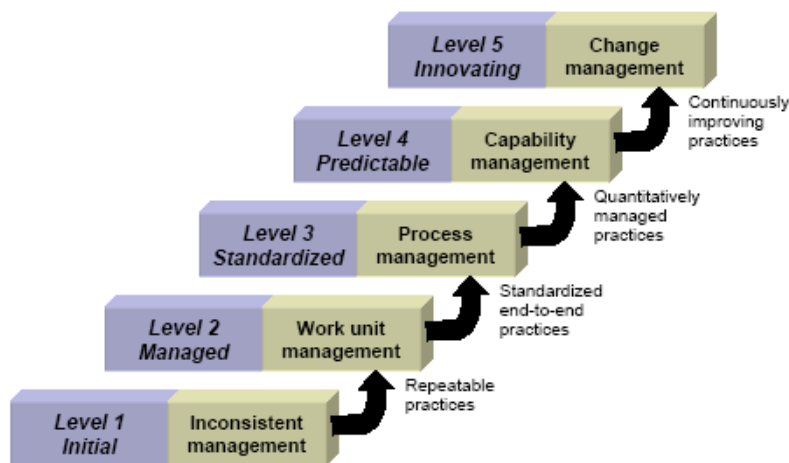 Level 5
Innovating
Change
management
Continuously
improving
practices
Level 4
Predictable
Capability
management
Quantitatively
managed
practices
Level 3
Standardized
Process
management
Standardized
end-to-end
practices
Level 2
Managed
Work unit
management
Repeatable
practices
Level 1
Initial
Inconsistent
management